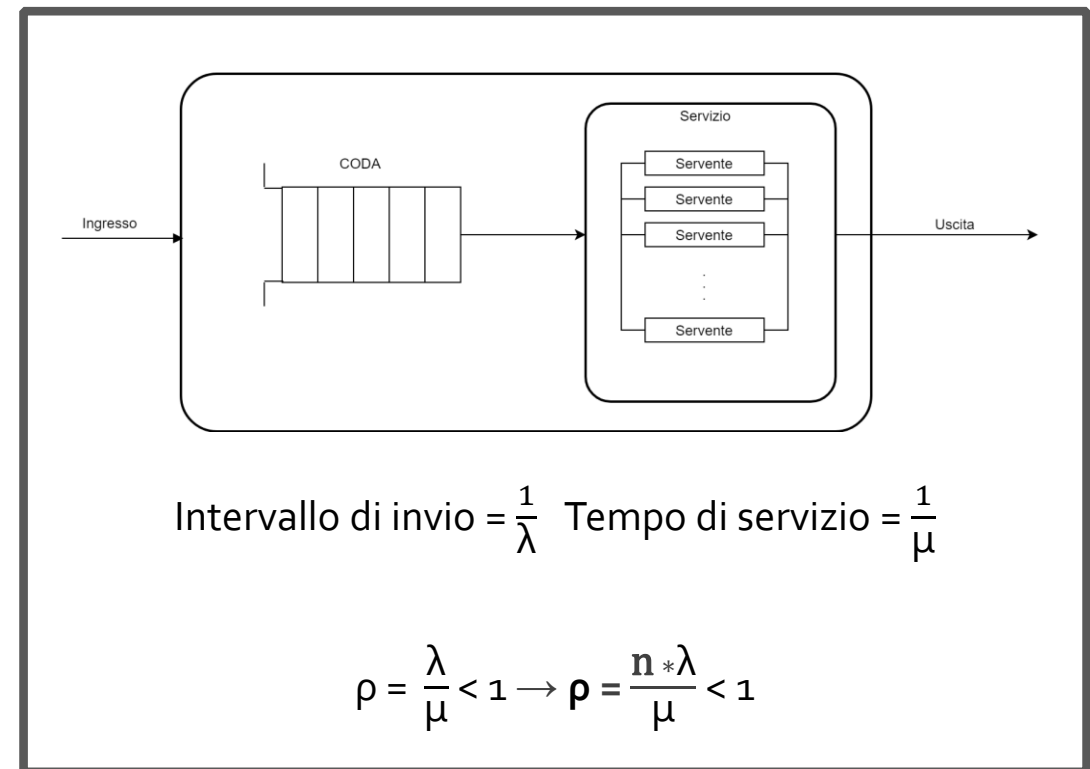 Servizio
CODA
Servente
Servente
Servente
.
.
.
Servente
Ingresso
Uscita
Intervallo di invio = 1/λ Tempo di servizio = 1/μ
ρ = λ/μ < 1 → ρ = n *λ/μ < 1